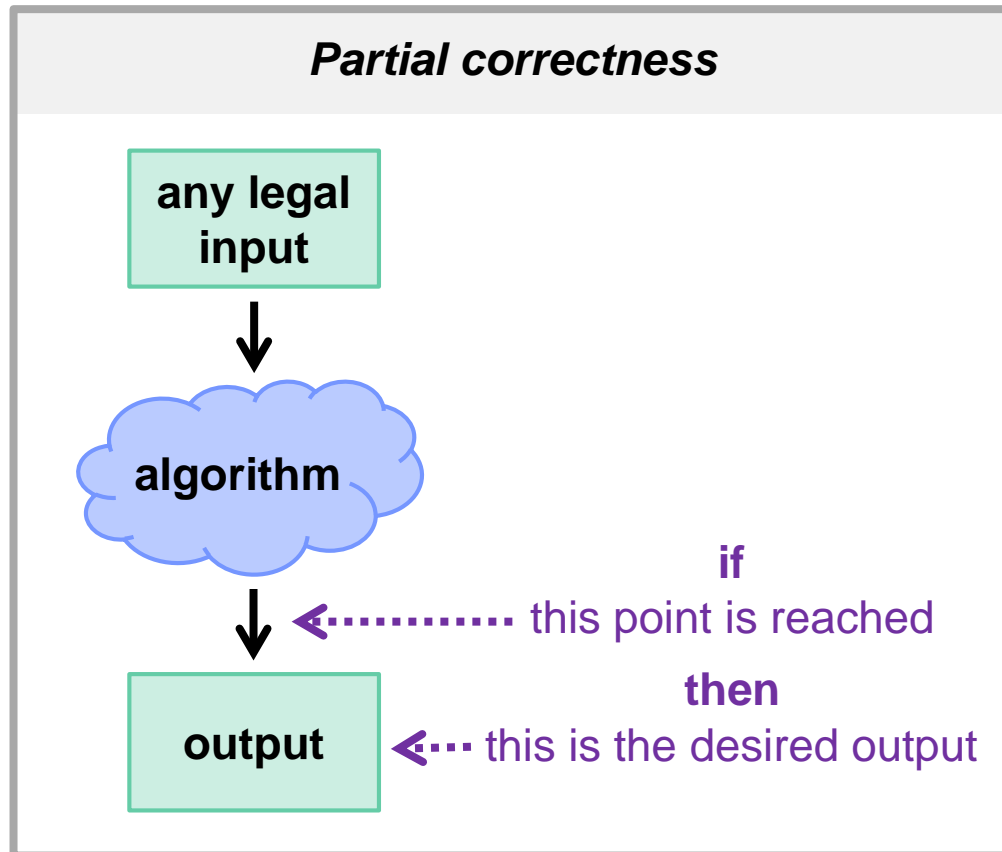 Partial correctness
any legal
input
algorithm
if
this point is reached
then
this is the desired output
output